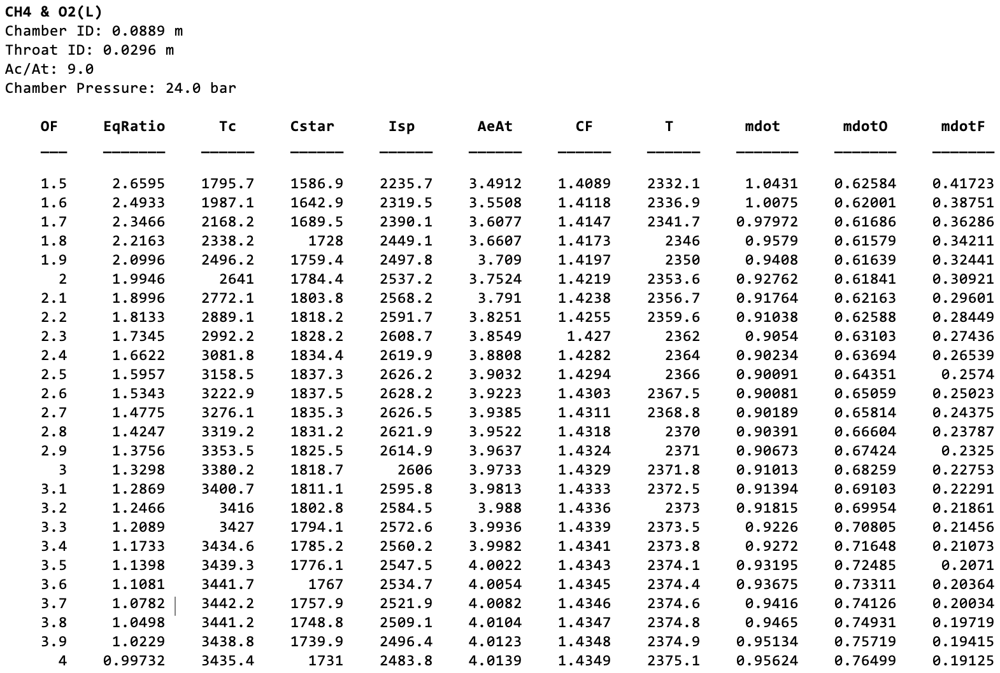 CH4 & O2(L)
Chamber ID: 0.0889 m
Throat ID: 0.0296 m
Ac/At: 9.0
Chamber Pressure: 24.0 bar
OF EqRatio Tc Cstar Isp AeAt CF T mdot mdotO mdotF
1.5 2.6595 1795.7 1586.9 2235.7 3.4912 1.4089 2332.1 1.0431 0.62584 0.41723
1.6 2.4933 1987.1 1642.9 2319.5 3.5508 1.4118 2336.9 1.0075 0.62001 0.38751
1.7 2.3466 2168.2 1689.5 2390.1 3.6077 1.4147 2341.7 0.97972 0.61686 0.36286
1.8 2.2163 2338.2 1728 2449.1 3.6607 1.4173 2346 0.9579 0.61579 0.34211
1.9 2.0996 2496.2 1759.4 2497.8 3.709 1.4197 2350 0.9408 0.61639 0.32441
2 1.9946 2641 1784.4 2537.2 3.7524 1.4219 2353.6 0.92762 0.61841 0.30921
2.1 1.8996 2772.1 1803.8 2568.2 3.791 1.4238 2356.7 0.91764 0.62163 0.29601
2.2 1.8133 2889.1 1818.2 2591.7 3.8251 1.4255 2359.6 0.91038 0.62588 0.28449
2.3 1.7345 2992.2 1828.2 2608.7 3.8549 1.427 2362 0.9054 0.63103 0.27436
2.4 1.6622 3081.8 1834.4 2619.9 3.8808 1.4282 2364 0.90234 0.63694 0.26539
2.5 1.5957 3158.5 1837.3 2626.2 3.9032 1.4294 2366 0.90091 0.64351 0.2574
2.6 1.5343 3222.9 1837.5 2628.2 3.9223 1.4303 2367.5 0.90081 0.65059 0.25023
2.7 1.4775 3276.1 1835.3 2626.5 3.9385 1.4311 2368.8 0.90189 0.65814 0.24375
2.8 1.4247 3319.2 1831.2 2621.9 3.9522 1.4318 2370 0.90391 0.66604 0.23787
2.9 1.3756 3353.5 1825.5 2614.9 3.9637 1.4324 2371 0.90673 0.67424 0.2325
3 1.3298 3380.2 1818.7 2606 3.9733 1.4329 2371.8 0.91013 0.68259 0.22753
3.1 1.2869 3400.7 1811.1 2595.8 3.9813 1.4333 2372.5 0.91394 0.69103 0.22291
3.2 1.2466 3416 1802.8 2584.5 3.988 1.4336 2373 0.91815 0.69954 0.21861
3.3 1.2089 3427 1794.1 2572.6 3.9936 1.4339 2373.5 0.9226 0.70805 0.21456
3.4 1.1733 3434.6 1785.2 2560.2 3.9982 1.4341 2373.8 0.9272 0.71648 0.21073
3.5 1.1398 3439.3 1776.1 2547.5 4.0022 1.4343 2374.1 0.93195 0.72485 0.2071
3.6 1.1081 3441.7 1767 2534.7 4.0054 1.4345 2374.4 0.93675 0.73311 0.20364
3.7 1.0782 3442.2 1757.9 2521.9 4.0082 1.4346 2374.6 0.9416 0.74126 0.20034
3.8 1.0498 3441.2 1748.8 2509.1 4.0104 1.4347 2374.8 0.9465 0.74931 0.19719
3.9 1.0229 3438.8 1739.9 2496.4 4.0123 1.4348 2374.9 0.95134 0.75719 0.19415
4 0.99732 3435.4 1731 2483.8 4.0139 1.4349 2375.1 0.95624 0.76499 0.19125